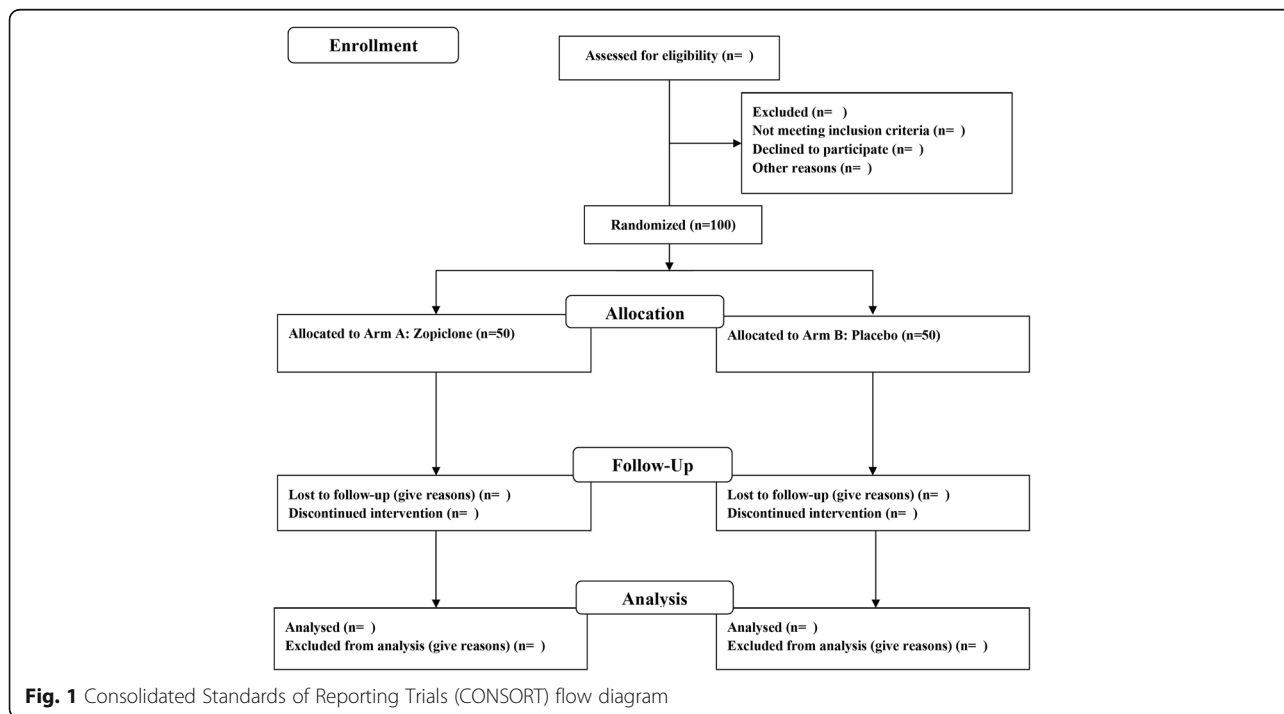 Enrollment
Assessed for eligibility (n= )
Excluded (n= )
Not meeting inclusion criteria (n= )
Declined to participate (n= )
Other reasons (n= )
Randomized (n=100)
Allocation
Allocated to Arm A: Zopiclone (n=50)
Allocated to Arm B: Placebo (n=50)
Follow-Up
Lost to follow-up (give reasons) (n= )
Discontinued intervention (n= )
Lost to follow-up (give reasons) (n= )
Discontinued intervention (n= )
Analysis
Analysed (n= )
Excluded from analysis (give reasons) (n= )
Analysed (n= )
Excluded from analysis (give reasons) (n= )
Fig. 1 Consolidated Standards of Reporting Trials (CONSORT) flow diagram